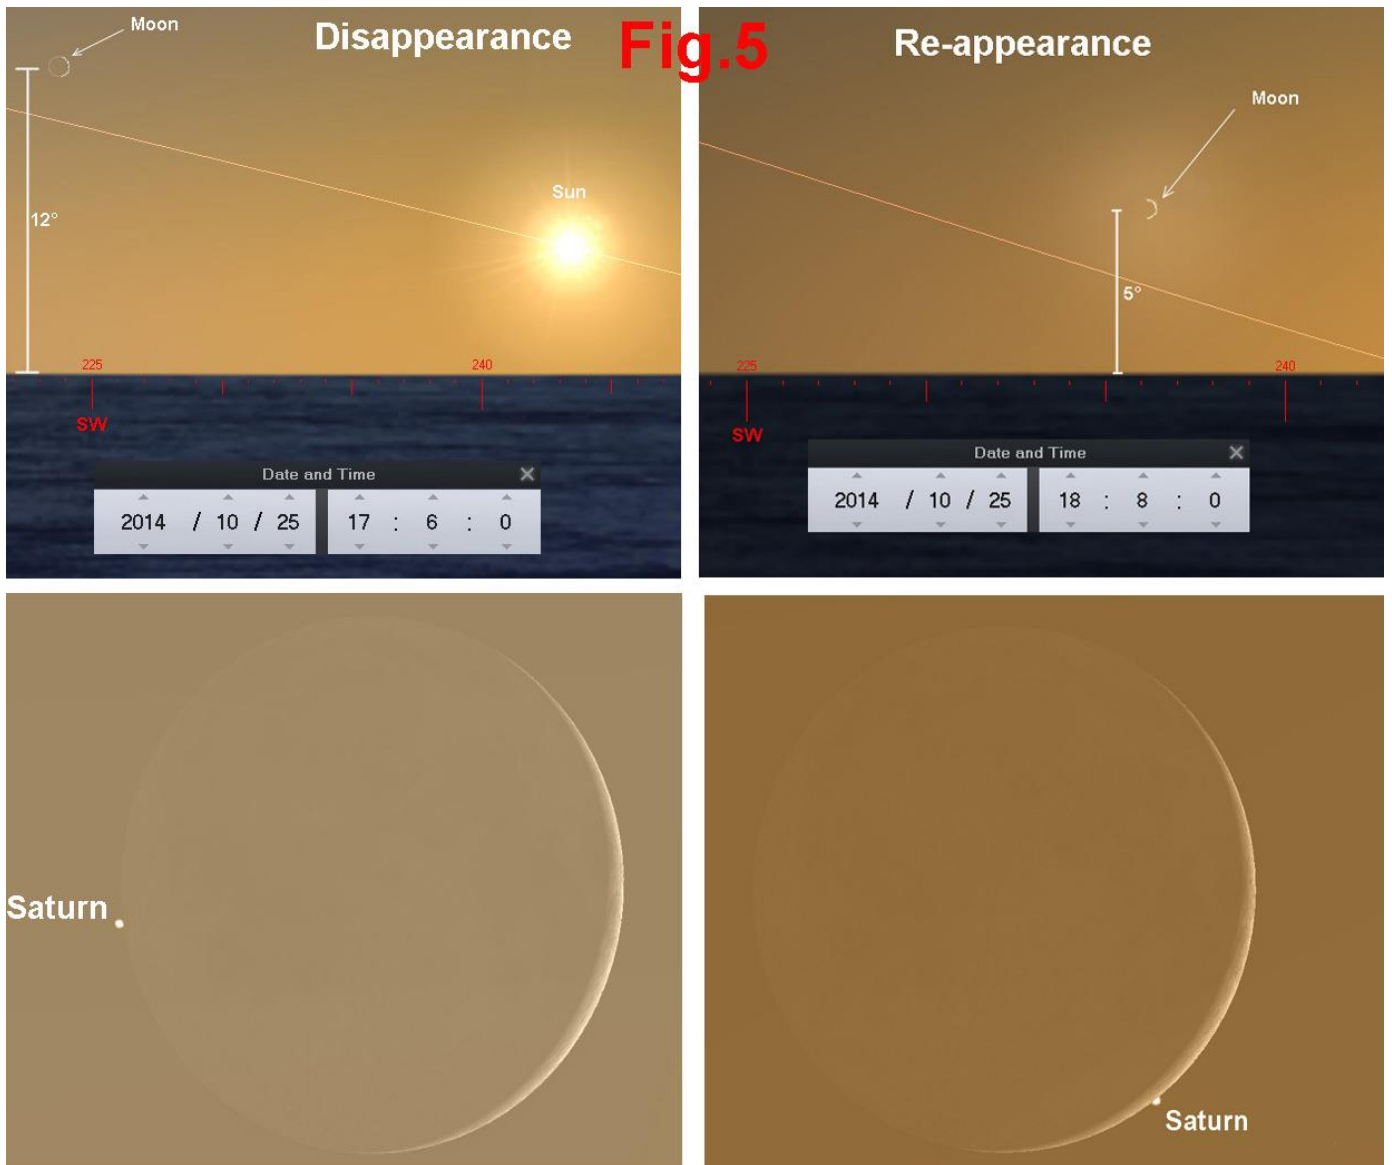 Fig.5
Disappearance
Moon
Sun
12°
225
240
SW
Date and Time
2014 / 10 / 25 17 : 6 : 0
Re-appearance
Moon
5°
225
240
SW
Date and Time
2014 / 10 / 25 18 : 8 : 0
Saturn
Saturn